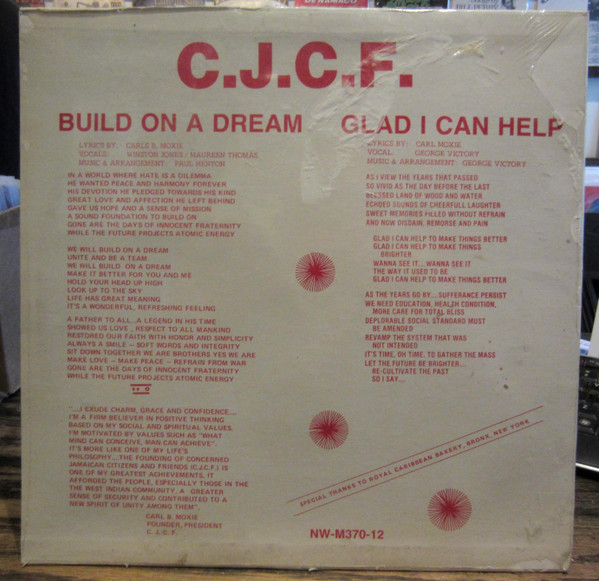 C.J.C.F.
BUILD ON A DREAM
LYRICS BY: CARLE B. MOXIE
VOCALS: WINSTON JONES / MAUREEN THOMAS
MUSIC & ARRANGEMENT: PAUL HENTON
IN A WORLD WHERE HATE IS A DILEMMA
HE WANTED PEACE AND HARMONY FOREVER
HIS DEVOTION HE PLEDGED TOWARDS HIS KIND
GREAT LOVE AND AFFECTION HE LEFT BEHIND
GAVE US HOPE AND A SENSE OF MISSION
A SOUND FOUNDATION TO BUILD ON
GONE ARE THE DAYS OF INNOCENT FRATERNITY
WHILE THE FUTURE PROJECTS ATOMIC ENERGY
WE WILL BUILD ON A DREAM
UNITE AND BE A TEAM
WE WILL BUILD ON A DREAM
MAKE IT BETTER FOR YOU AND ME
HOLD YOUR HEAD UP HIGH
LOOK UP TO THE SKY
LIFE HAS GREAT MEANING
IT'S A WONDERFUL, REFRESHING FEELING
A FATHER TO ALL...A LEGEND IN HIS TIME
SHOWED US LOVE, RESPECT TO ALL MANKIND
RESTORED OUR FAITH WITH HONOR AND SIMPLICITY
ALWAYS A SMILE - SOFT WORDS AND INTEGRITY
SIT DOWN TOGETHER WE ARE BROTHERS YES WE ARE
MAKE LOVE - MAKE PEACE - REFRAIN FROM WAR
GONE ARE THE DAYS OF INNOCENT FRATERNITY
WHILE THE FUTURE PROJECTS ATOMIC ENERGY
"....I EXUDE CHARM, GRACE AND CONFIDENCE....
I'M A FIRM BELIEVER IN POSITIVE THINKING
BASED ON MY SOCIAL AND SPIRITUAL VALUES.
I'M MOTIVATED BY VALUES SUCH AS "WHAT
MIND CAN CONCEIVE, MAN CAN ACHIEVE".
IT'S MORE LIKE ONE OF MY LIFE'S
PHILOSOPHY....THE FOUNDING OF CONCERNED
JAMAICAN CITIZENS AND FRIENDS (C.J.C.F.) IS
ONE OF MY GREATEST ACHIEVEMENTS, IT
AFFORDED THE PEOPLE, ESPECIALLY THOSE IN THE
THE WEST INDIAN COMMUNITY, A GREATER
SENSE OF SECURITY AND CONTRIBUTED TO A
NEW SPIRIT OF UNITY AMONG THEM".
CARL B. MOXIE
FOUNDER, PRESIDENT
C. J. C. F.
GLAD I CAN HELP
LYRICS BY: CARL MOXIE
VOCAL: GEORGE VICTORY
MUSIC & ARRANGEMENT: GEORGE VICTORY
AS I VIEW THE YEARS THAT PASSED
SO VIVID AS THE DAY BEFORE THE LAST
BLESSED LAND OF WOOD AND WATER
ECHOED SOUNDS OF CHEERFUL LAUGHTER
SWEET MEMORIES FILLED WITHOUT REFRAIN
AND NOW DISDAIN, REMORSE AND PAIN
GLAD I CAN HELP TO MAKE THINGS BETTER
GLAD I CAN HELP TO MAKE THINGS
BRIGHTER
WANNA SEE IT....WANNA SEE IT
THE WAY IT USED TO BE
GLAD I CAN HELP TO MAKE THINGS BETTER
AS THE YEARS GO BY....SUFFERANCE PERSIST
WE NEED EDUCATION, HEALTH CONDITION,
MORE CARE FOR TOTAL BLISS
DEPLORABLE SOCIAL STANDARD MUST
BE AMENDED
REVAMP THE SYSTEM THAT WAS
NOT INTENDED
IT'S TIME, OH TIME, TO GATHER THE MASS
LET THE FUTURE BE BRIGHTER....
RE-CULTIVATE THE PAST
SO I SAY....
SPECIAL THANKS TO ROYAL CARIBBEAN BAKERY, BRONX, NEW YORK
NW-M370-12